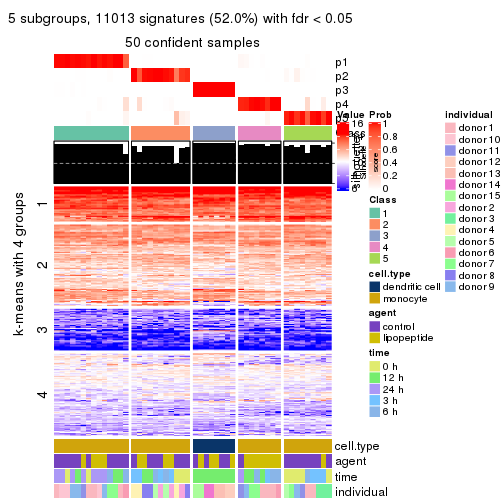 5 subgroups, 11013 signatures (52.0%) with fdr < 0.05
50 confident samples
p1
p2
p3
p4
Value
16
6
Prob
1
0.8
0.6
0.4
0.2
0
score
Class
1
2
3
4
5
cell.type
dendritic cell
monocyte
agent
control
lipopeptide
time
0 h
12 h
24 h
3 h
6 h
individual
donor1
donor10
donor11
donor12
donor13
donor14
donor15
donor2
donor3
donor4
donor5
donor6
donor7
donor8
donor9
k-means with 4 groups
1
2
3
4
cell.type
agent
time
individual